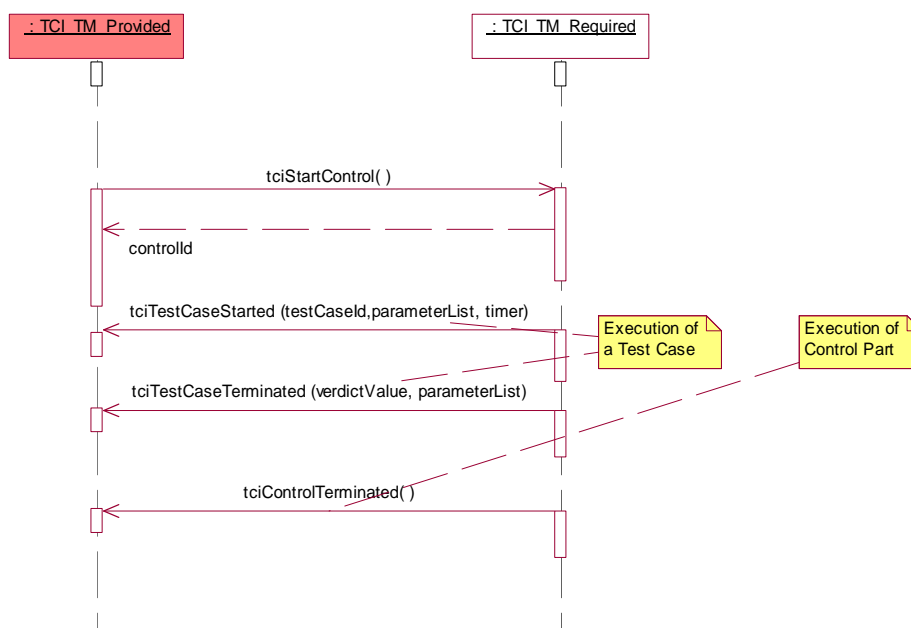 : TCI_TM_Provided
: TCI_TM_Required
tciStartControl( )
controlId
tciTestCaseStarted (testCaseId,parameterList, timer)
Execution of
a Test Case
Execution of
Control Part
tciTestCaseTerminated (verdictValue, parameterList)
tciControlTerminated( )